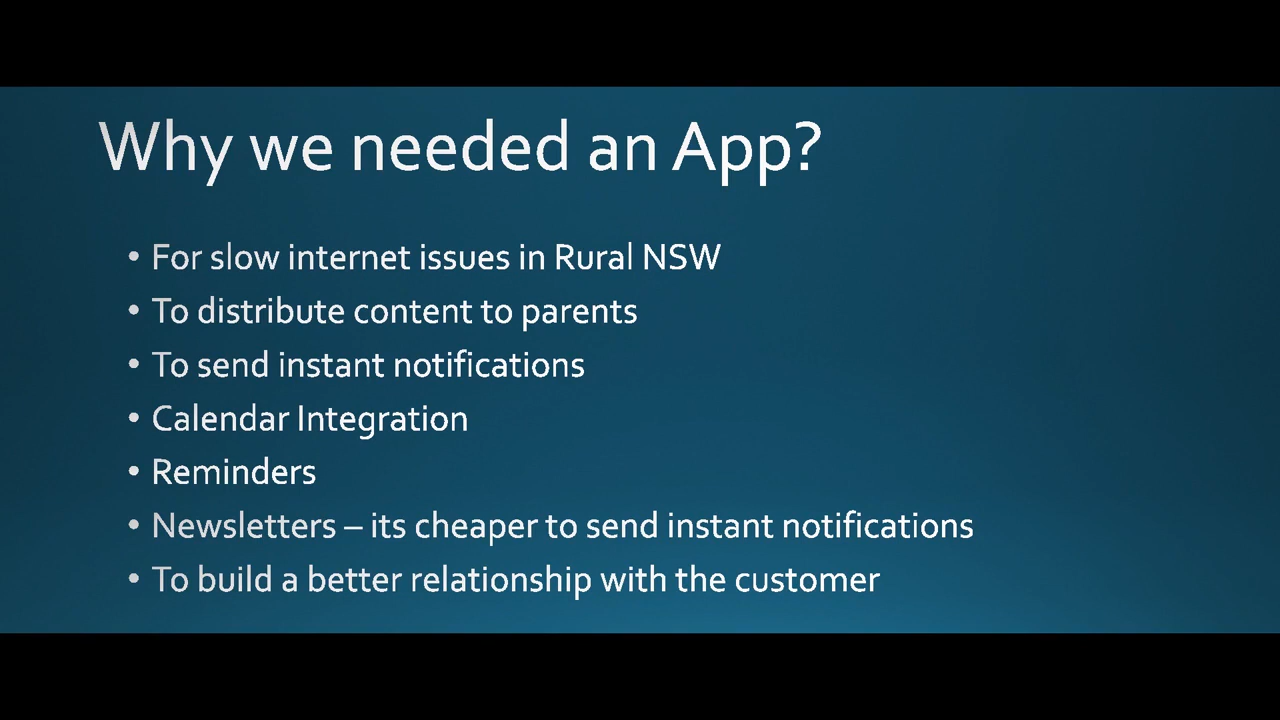 Why we needed an App?
• For slow internet issues in Rural NSW
• To distribute content to parents
• To send instant notifications
• Calendar Integration
• Reminders
• Newsletters – its cheaper to send instant notifications
• To build a better relationship with the customer